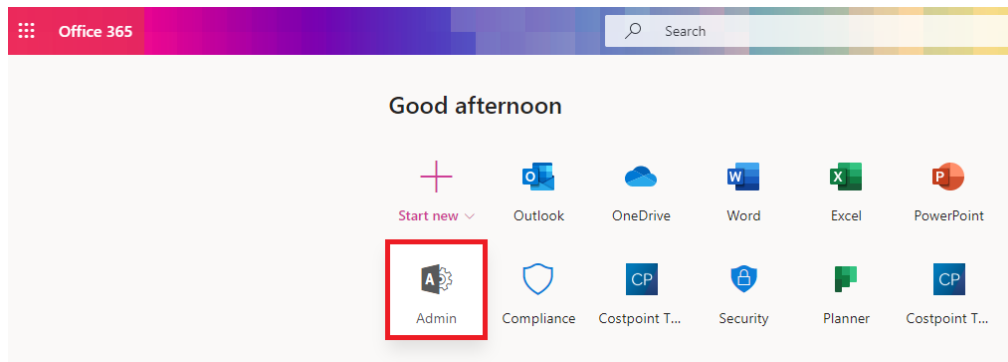 Office 365
Search
Good afternoon
Start new
Outlook
OneDrive
Word
Excel
PowerPoint
Admin
Compliance
Costpoint T...
Security
Planner
Costpoint T...